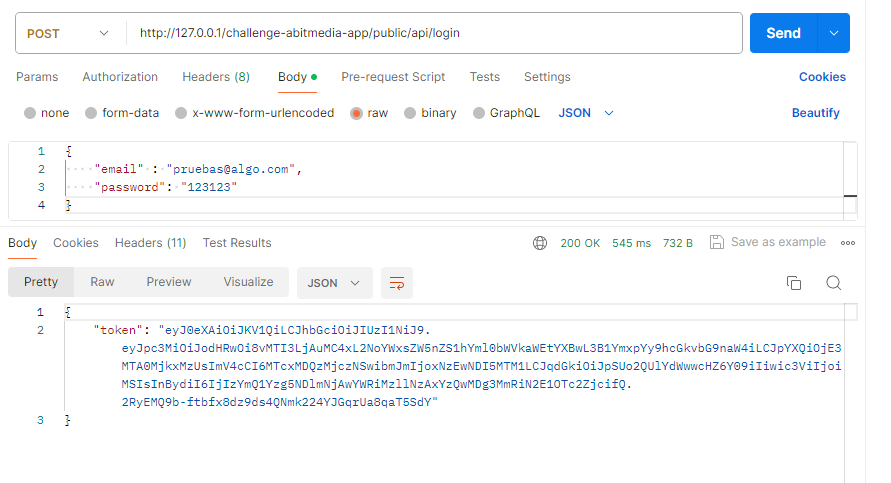 POST http://127.0.0.1/challenge-abitmedia-app/public/api/login Send
Params Authorization Headers (8) Body Pre-request Script Tests Settings Cookies
none form-data x-www-form-urlencoded raw binary GraphQL JSON Beautify
1 {
2 "email" : "pruebas@algo.com",
3 "password": "123123"
4 }
Body Cookies Headers (11) Test Results 200 OK 545 ms 732 B Save as example
Pretty Raw Preview Visualize JSON
1 {
2 "token": "eyJ0eXAiOiJKV1QiLCJhbGciOiJIUzI1NiJ9.
eyJpc3MiOiJodHRwOi8vMTI3LjAuMC4xL2NoYWxsZW5nZS1hYml0bWVkaWEtYXBwL3B1YmxpYy9hcGkvbG9naW4iLCJpYXQiOjE3
MTA0MjkxMzUsImV4cCI6MTcxMDQzMjczNSwibmJmIjoxNzEwNDI5MTM1LCJqdGkiOiJpSUo2QUlYdWwwcHZ6Y09iIiwic3ViIjoi
MSIsInBydiI6IjIzYmQ1Yzg5NDlmNjAwYWRiMzllNzAxYzQwMDg3MmRiN2E1OTc2ZjcifQ.
2RyEMQ9b-ftbfx8dz9ds4QNmk224YJGqrUa8qaT5SdY"
3 }